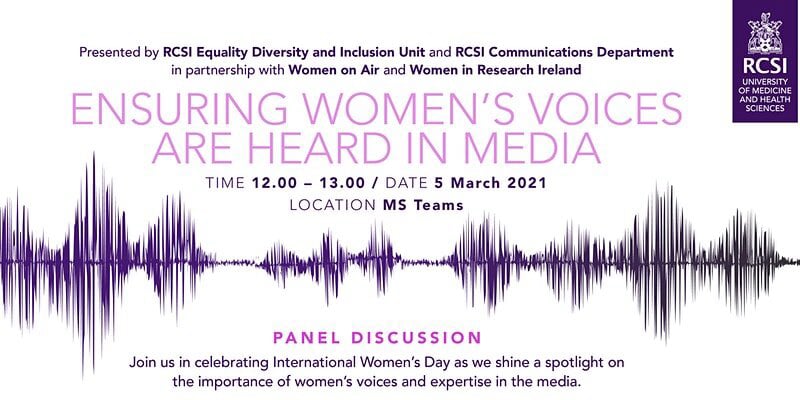 Presented by RCSI Equality Diversity and Inclusion Unit and RCSI Communications Department
in partnership with Women on Air and Women in Research Ireland
ENSURING WOMEN'S VOICES
ARE HEARD IN MEDIA
TIME 12.00 – 13.00 / DATE 5 March 2021
LOCATION MS Teams
RCSI
UNIVERSITY
OF MEDICINE
AND HEALTH
SCIENCES
PANEL DISCUSSION
Join us in celebrating International Women's Day as we shine a spotlight on
the importance of women's voices and expertise in the media.